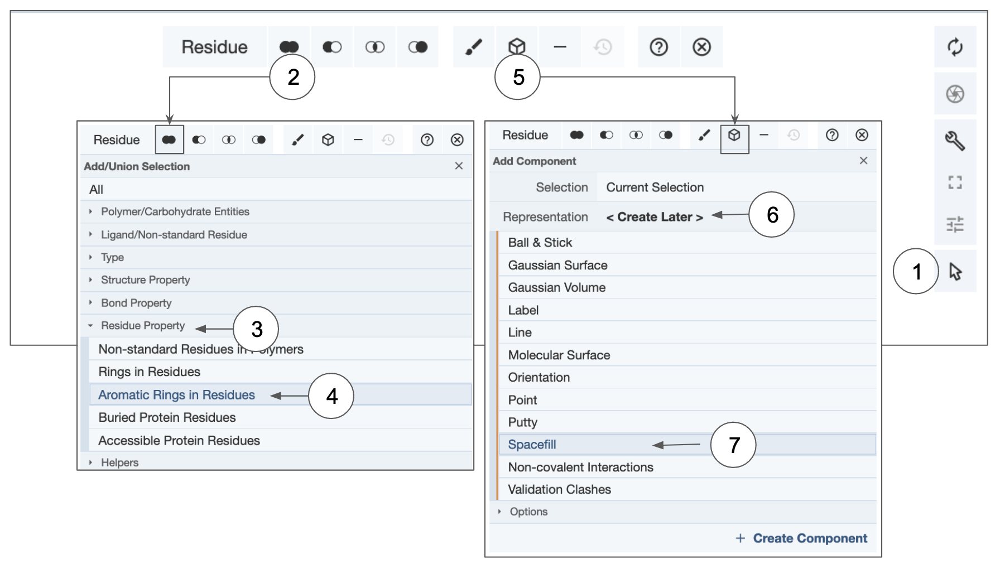 Residue
2
5
1
Residue
Add/Union Selection
All
Polymer/Carbohydrate Entities
Ligand/Non-standard Residue
Type
Structure Property
Bond Property
Residue Property
3
Non-standard Residues in Polymers
Rings in Residues
Aromatic Rings in Residues
4
Buried Protein Residues
Accessible Protein Residues
Helpers
Residue
Add Component
Selection Current Selection
Representation < Create Later >
6
Ball & Stick
Gaussian Surface
Gaussian Volume
Label
Line
Molecular Surface
Orientation
Point
Putty
Spacefill
7
Non-covalent Interactions
Validation Clashes
Options
+ Create Component